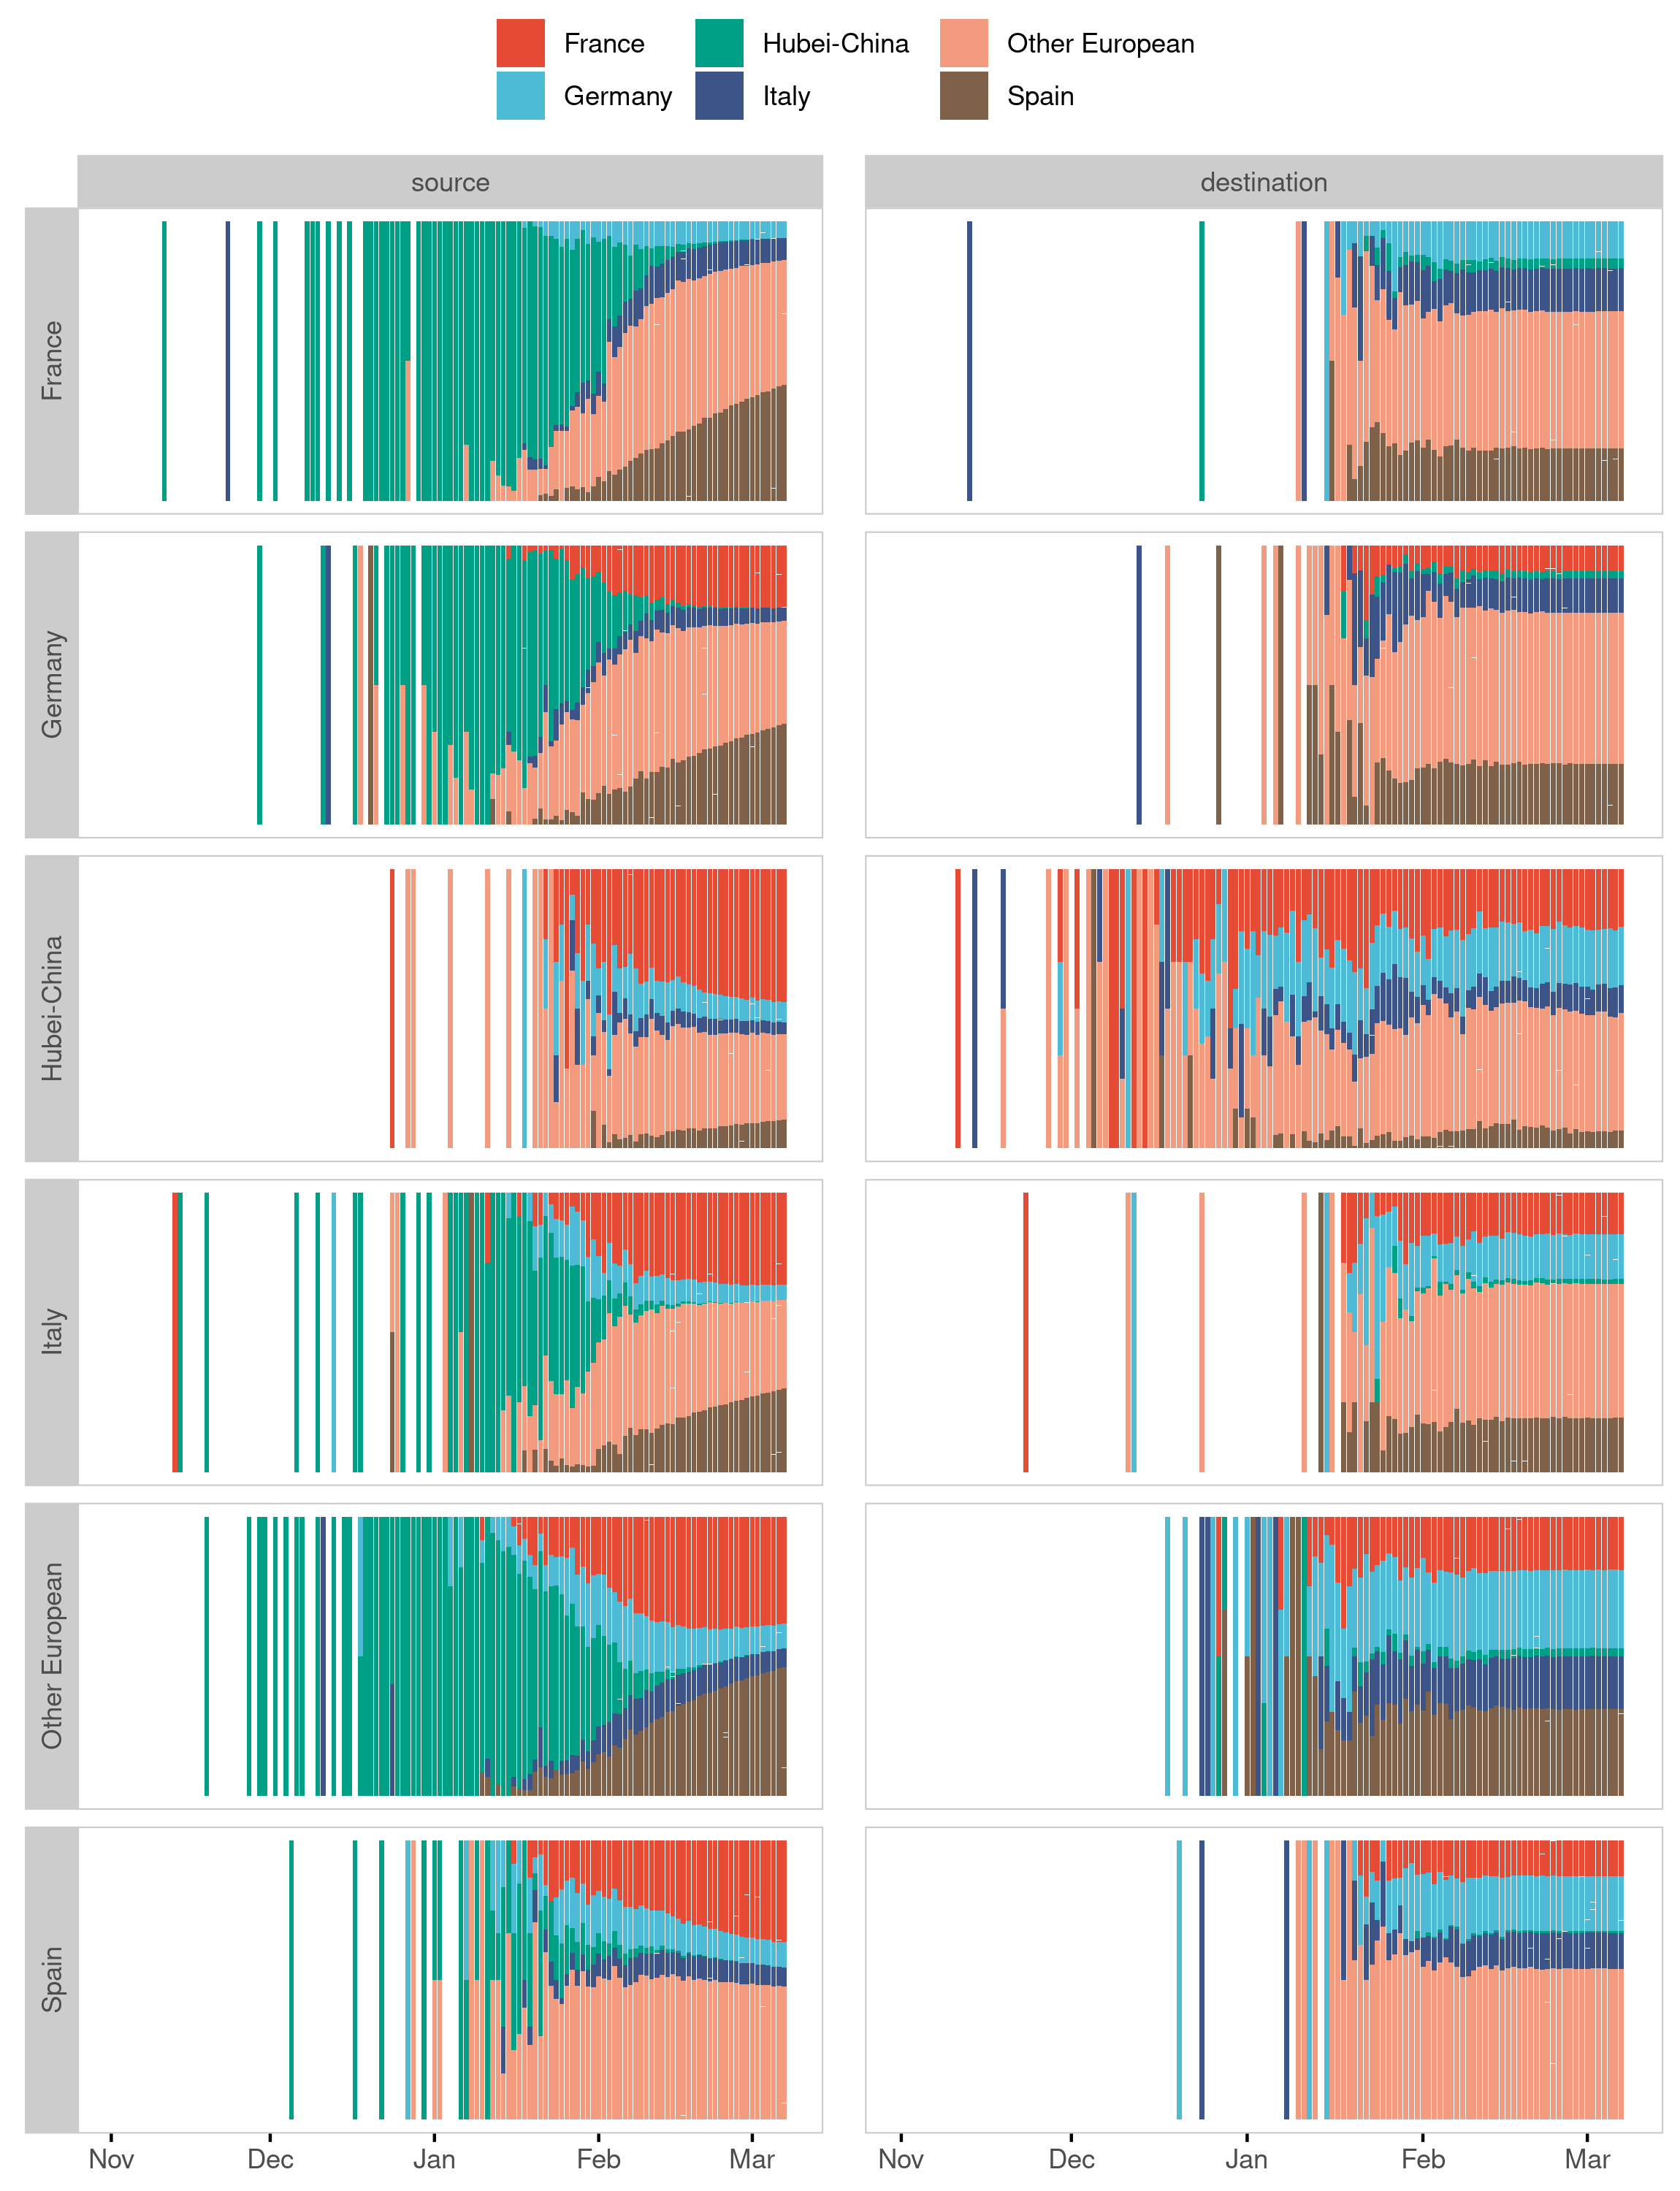 France Hubei-China Other European
Germany Italy Spain
source destination
France
Germany
Hubei-China
Italy
Other European
Spain
Nov Dec Jan Feb Mar Nov Dec Jan Feb Mar